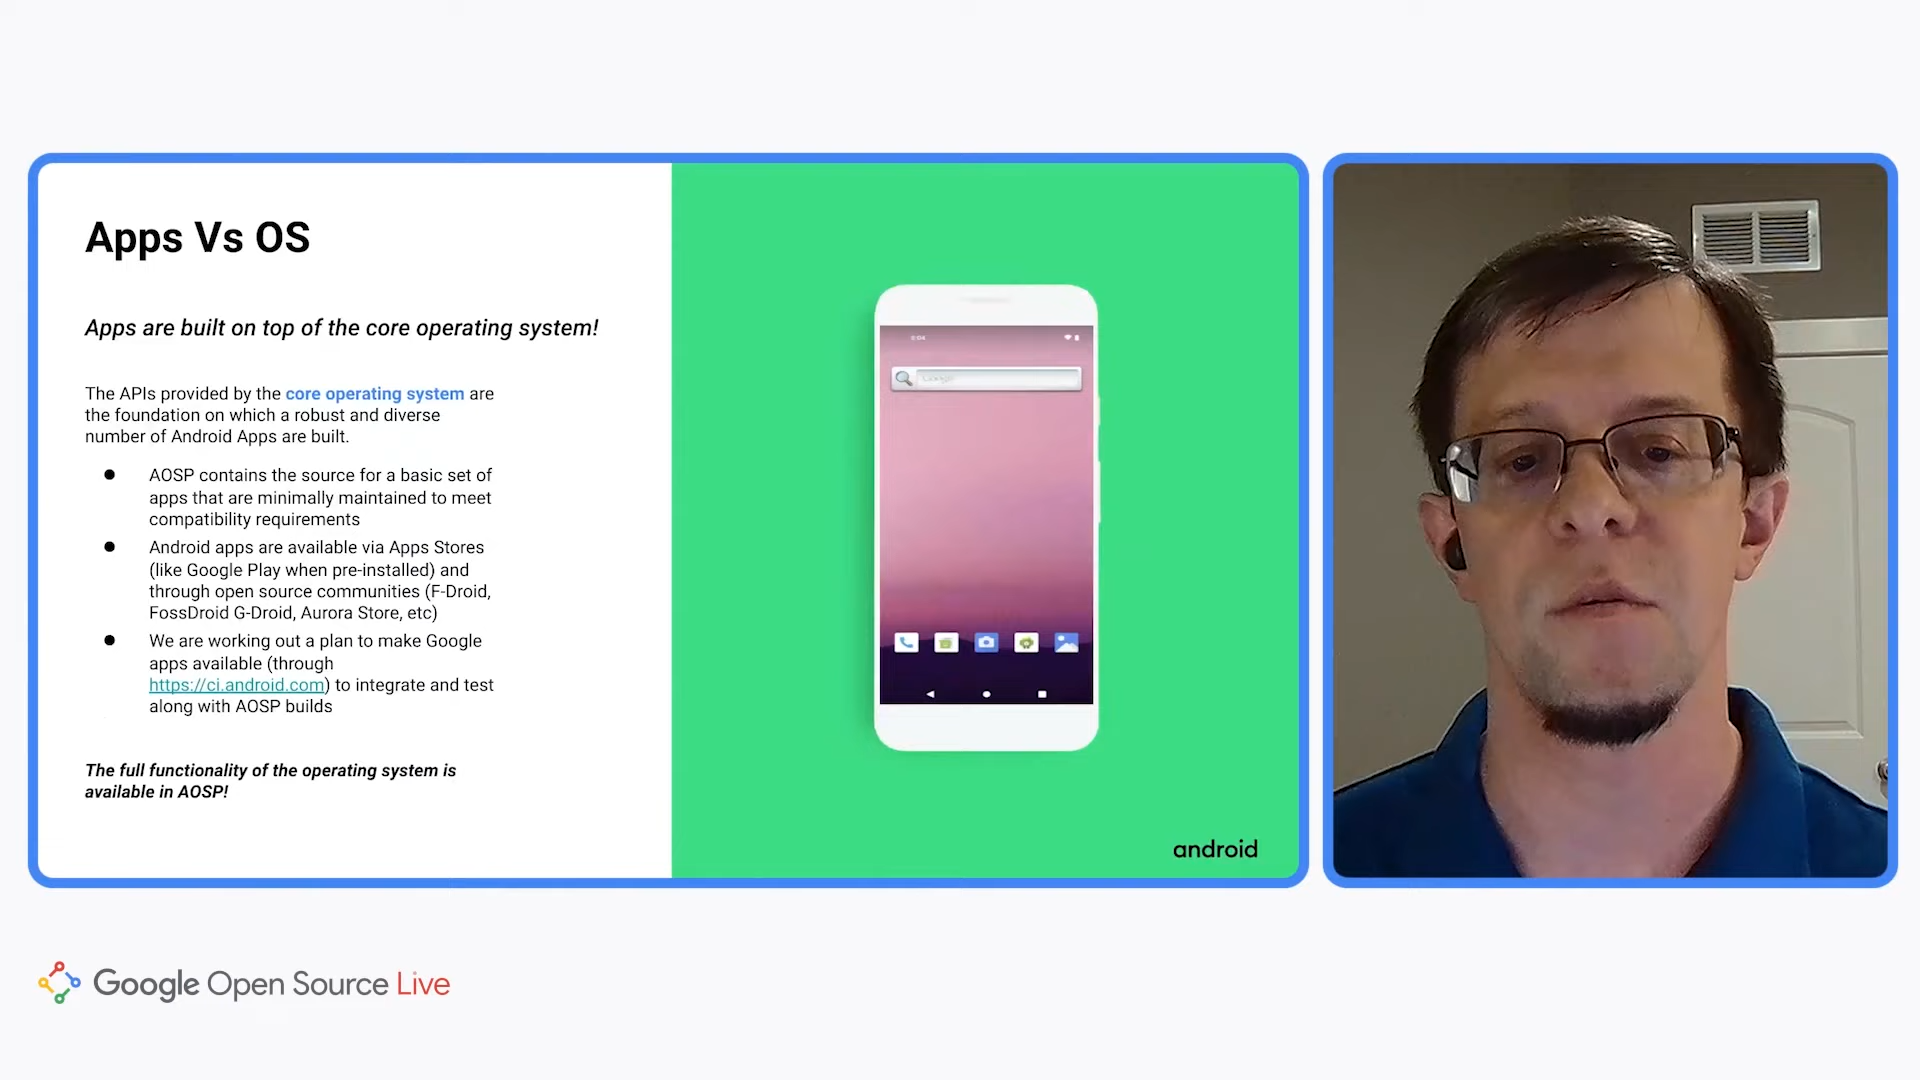 Apps Vs OS
Apps are built on top of the core operating system!
The APIs provided by the core operating system are
the foundation on which a robust and diverse
number of Android Apps are built.
● AOSP contains the source for a basic set of
apps that are minimally maintained to meet
compatibility requirements
● Android apps are available via Apps Stores
(like Google Play when pre-installed) and
through open source communities (F-Droid,
FossDroid G-Droid, Aurora Store, etc)
● We are working out a plan to make Google
apps available (through
https://ci.android.com) to integrate and test
along with AOSP builds
The full functionality of the operating system is
available in AOSP!
Google
android
Google Open Source Live